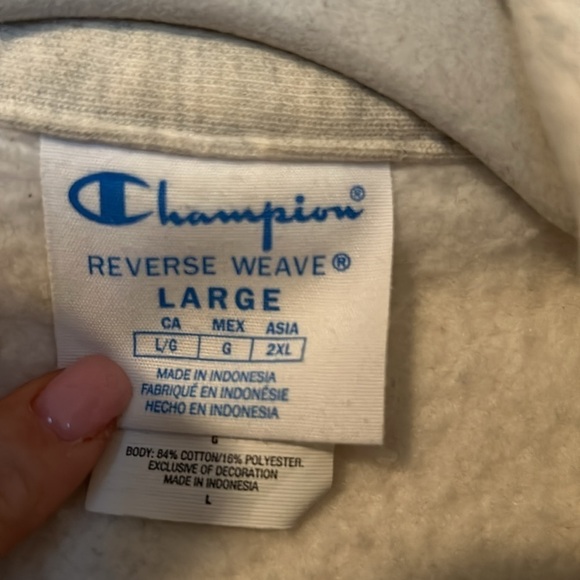 Champion®
REVERSE WEAVE®
LARGE
CA MEX ASIA
L/G G 2XL
MADE IN INDONESIA
FABRIQUÉ EN INDONÉSIE
HECHO EN INDONESIA
G
BODY: 84% COTTON/16% POLYESTER.
EXCLUSIVE OF DECORATION
MADE IN INDONESIA
L